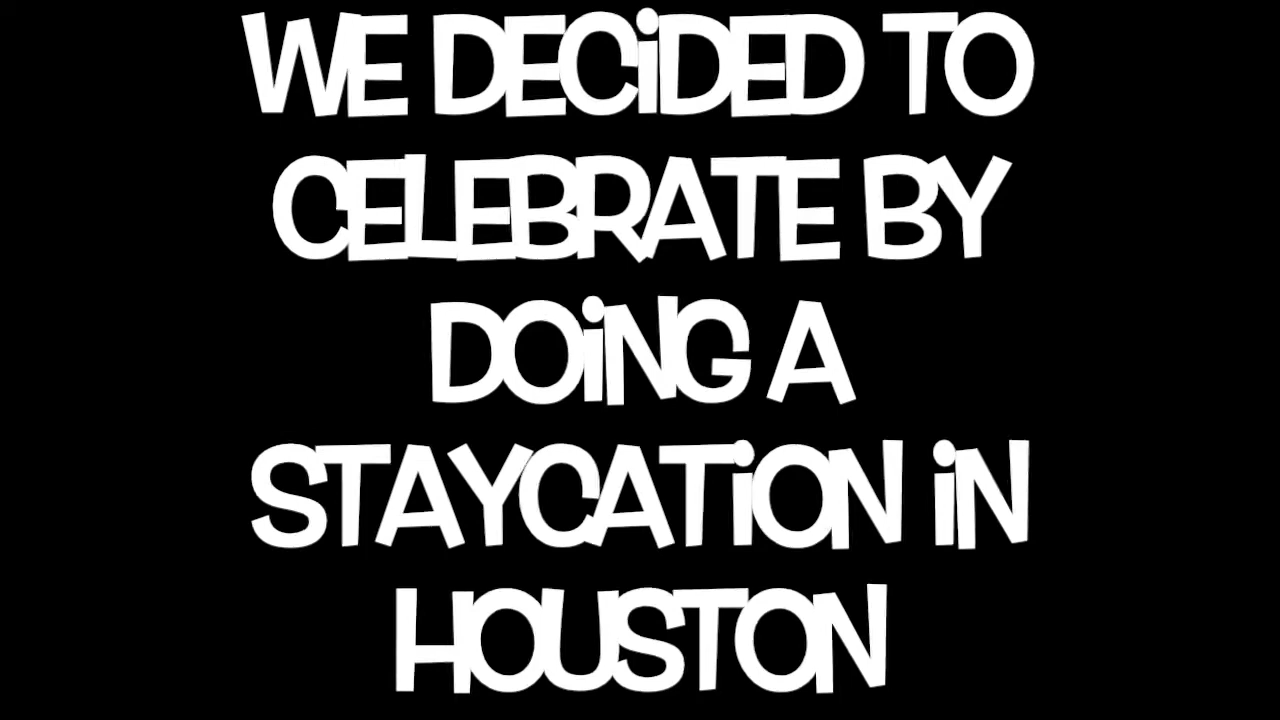 WE DECiDED TO
CELEBRATE BY
DOiNG A
STAYCATiON iN
HOUSTON